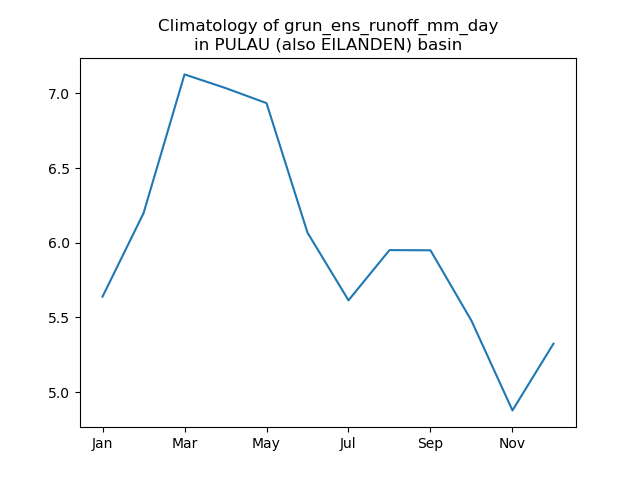 Climatology of grun_ens_runoff_mm_day
in PULAU (also EILANDEN) basin
7.0
6.5
6.0
5.5
5.0
Jan Mar May Jul Sep Nov